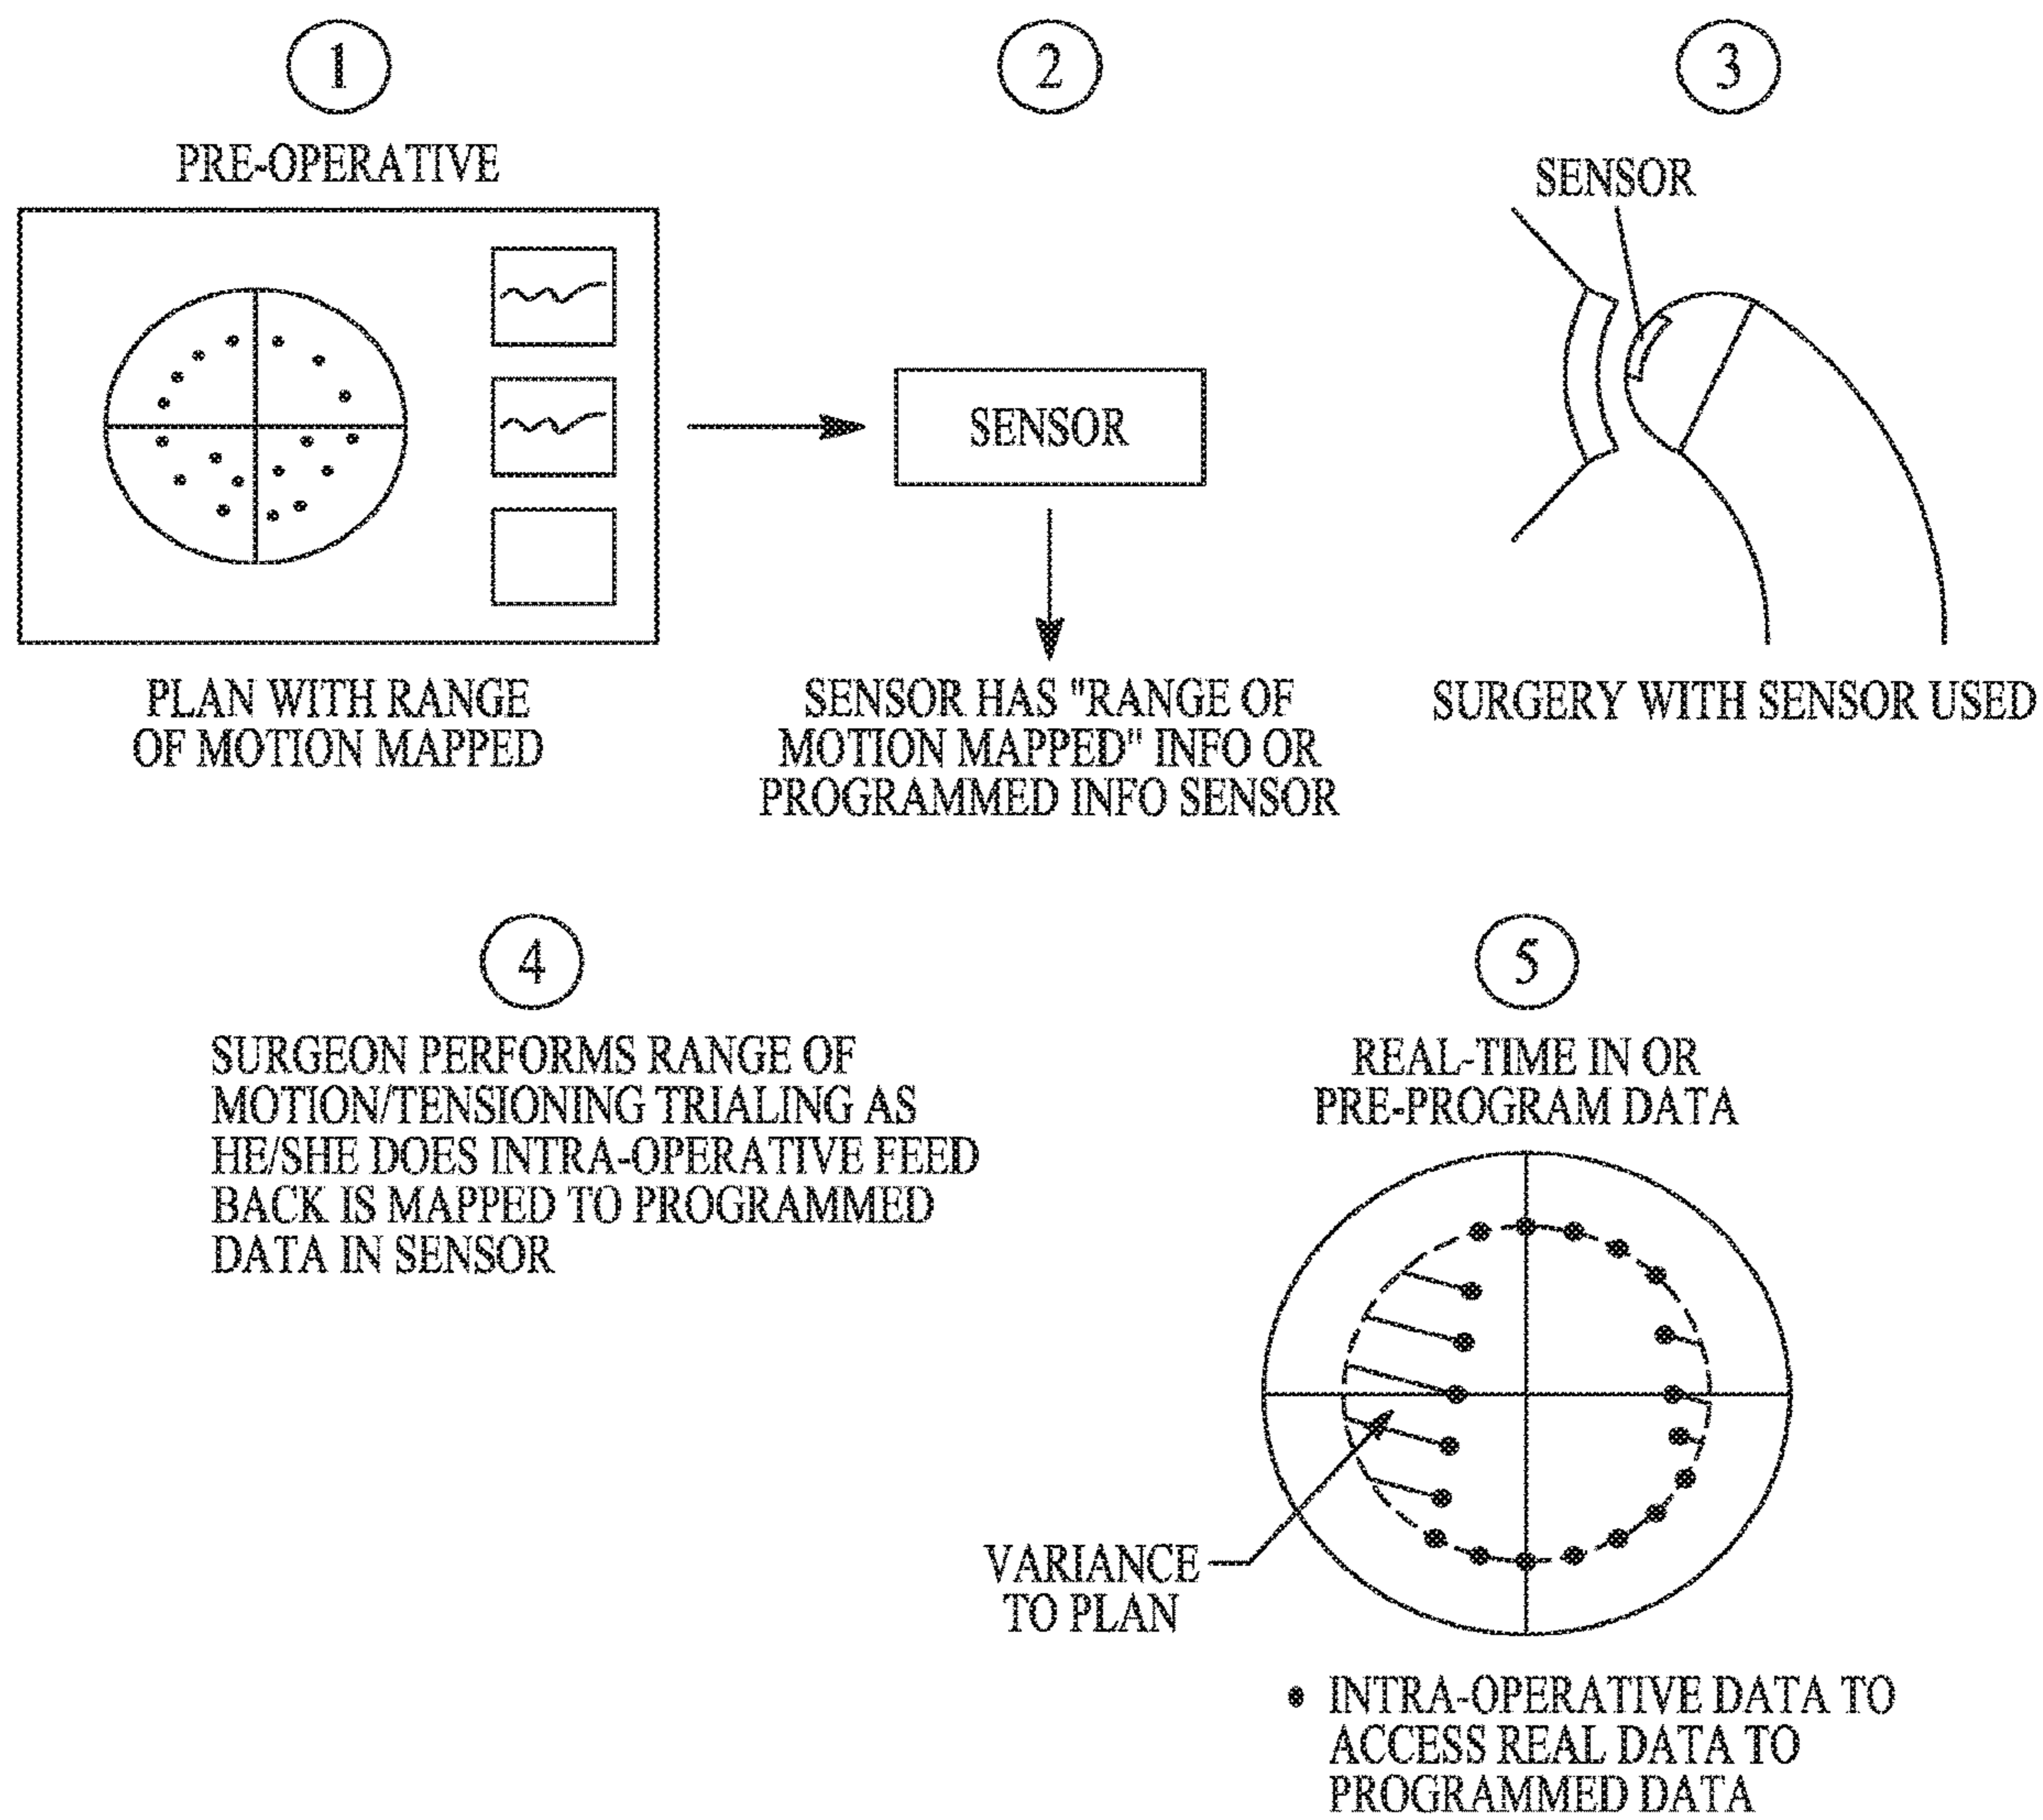 1
PRE-OPERATIVE
PLAN WITH RANGE
OF MOTION MAPPED
2
SENSOR
SENSOR HAS "RANGE OF
MOTION MAPPED" INFO OR
PROGRAMMED INFO SENSOR
3
SENSOR
SURGERY WITH SENSOR USED
4
SURGEON PERFORMS RANGE OF
MOTION/TENSIONING TRIALING AS
HE/SHE DOES INTRA-OPERATIVE FEED
BACK IS MAPPED TO PROGRAMMED
DATA IN SENSOR
5
REAL-TIME IN OR
PRE-PROGRAM DATA
VARIANCE
TO PLAN
• INTRA-OPERATIVE DATA TO
ACCESS REAL DATA TO
PROGRAMMED DATA